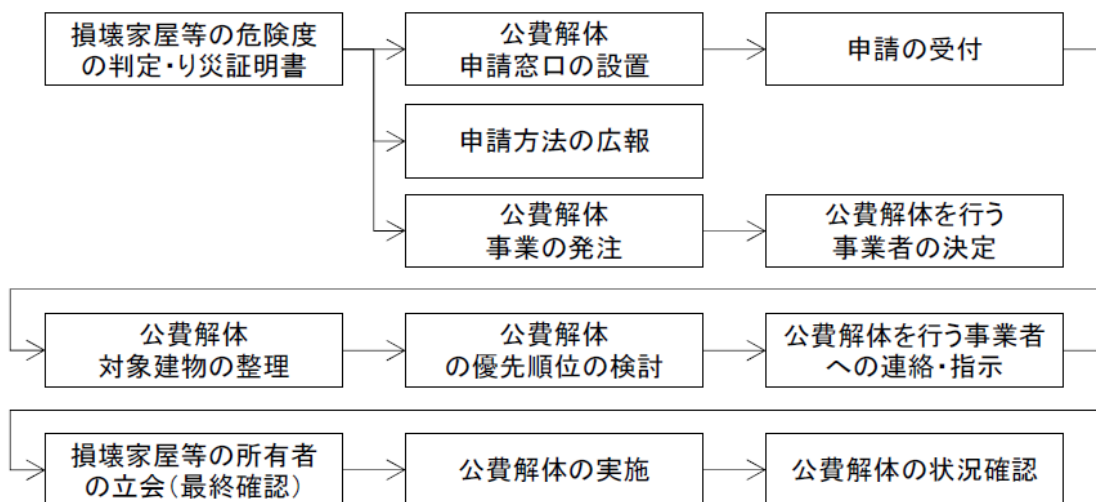 損壊家屋等の危険度
の判定・り災証明書
公費解体
申請窓口の設置
申請の受付
申請方法の広報
公費解体
事業の発注
公費解体を行う
事業者の決定
公費解体
対象建物の整理
公費解体
の優先順位の検討
公費解体を行う事業者
への連絡・指示
損壊家屋等の所有者
の立会(最終確認)
公費解体の実施
公費解体の状況確認